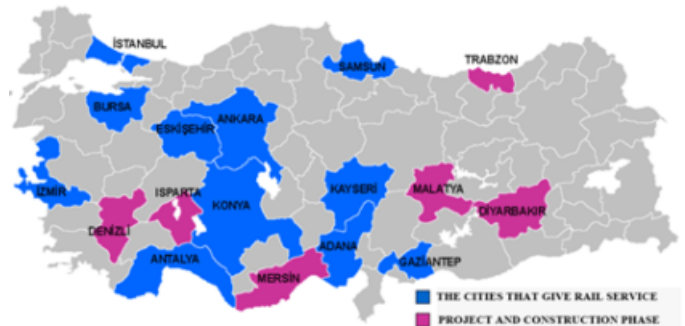 İSTANBUL
TRABZON
SAMSUN
BURSA
ANKARA
ESKİŞEHİR
İZMİR
ISPARTA
KAYSERİ
MALATYA
KONYA
DİYARBAKIR
DENİZLİ
ADANA
ANTALYA
GAZİANTEP
MERSİN
THE CITIES THAT GIVE RAIL SERVICE
PROJECT AND CONSTRUCTION PHASE